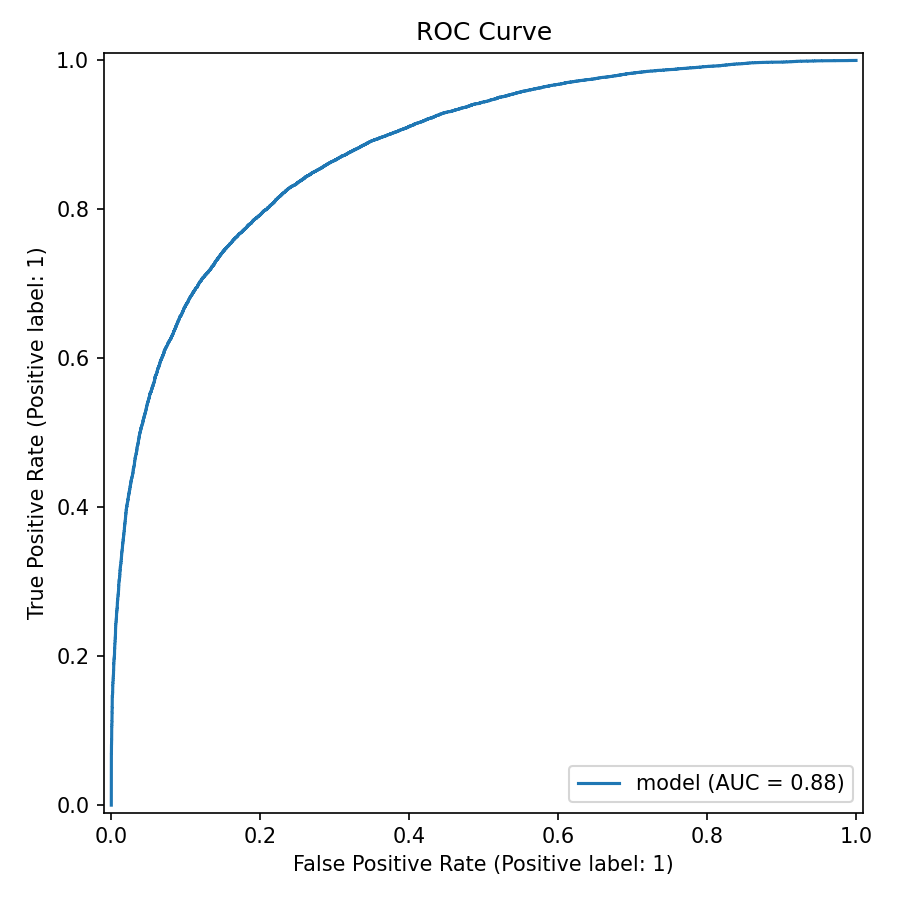 ROC Curve
1.0
0.8
0.6
0.4
0.2
0.0
True Positive Rate (Positive label: 1)
model (AUC = 0.88)
0.0 0.2 0.4 0.6 0.8 1.0
False Positive Rate (Positive label: 1)